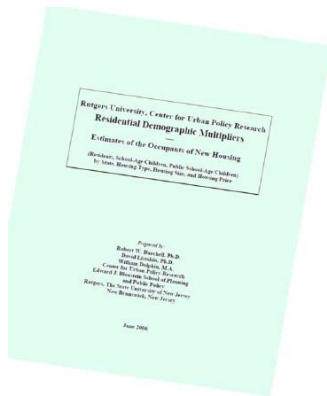 Rutgers University, Center for Urban Policy Research
Residential Demographic Multipliers
Estimates of the Occupants of New Housing
(Residents, School-Age Children, Public School-Age Children)
by State, Housing Type, Housing Size, and Housing Price
Prepared by:
Robert W. Burchell, Ph.D.
David Listokin, Ph.D.
William Dolphin, M.A.
Center for Urban Policy Research
Edward J. Bloustein School of Planning
and Public Policy
Rutgers, The State University of New Jersey
New Brunswick, New Jersey
June 2006